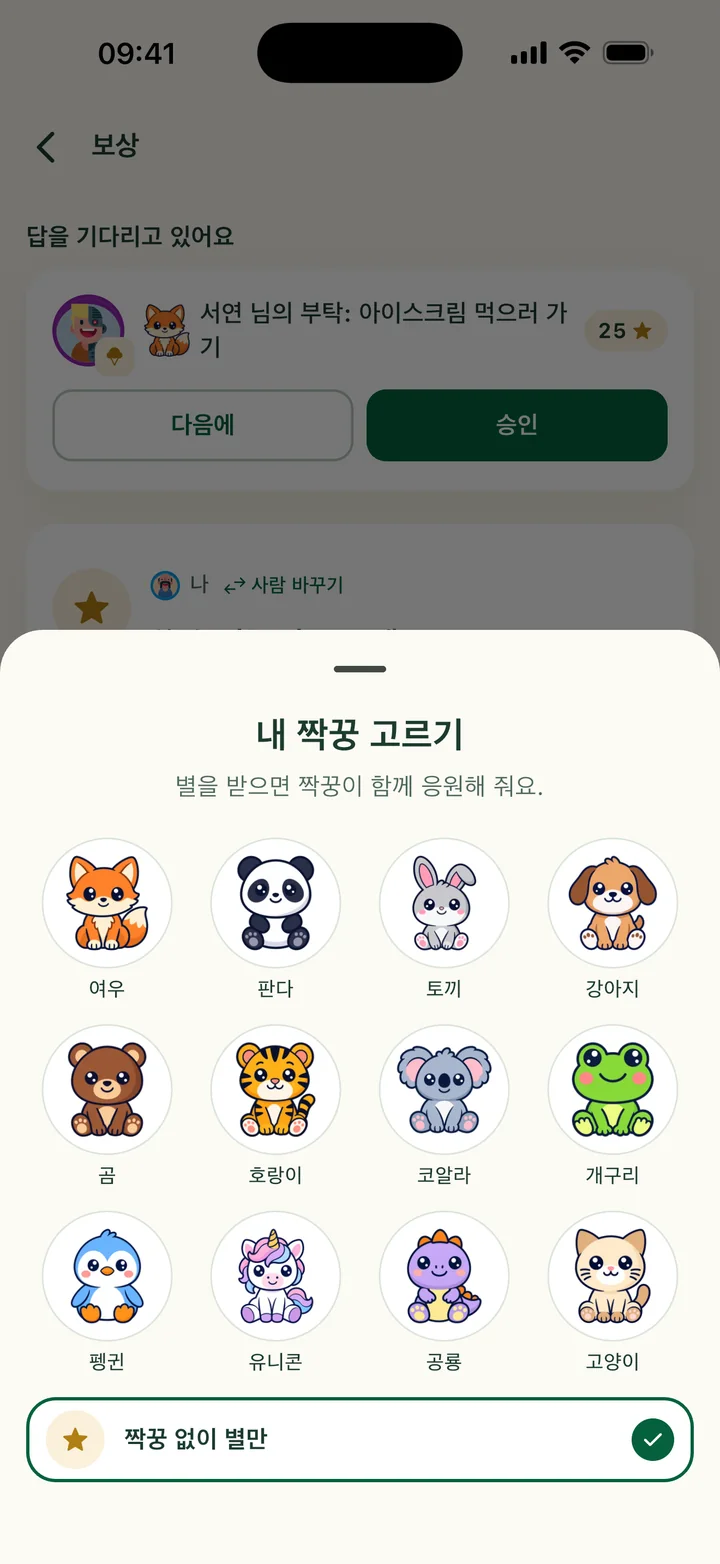 09:41
보상
답을 기다리고 있어요
서연 님의 부탁: 아이스크림 먹으러 가
기
25
다음에
승인
나
사람 바꾸기
내 짝꿍 고르기
별을 받으면 짝꿍이 함께 응원해 줘요.
여우
판다
토끼
강아지
곰
호랑이
코알라
개구리
펭귄
유니콘
공룡
고양이
짝꿍 없이 별만